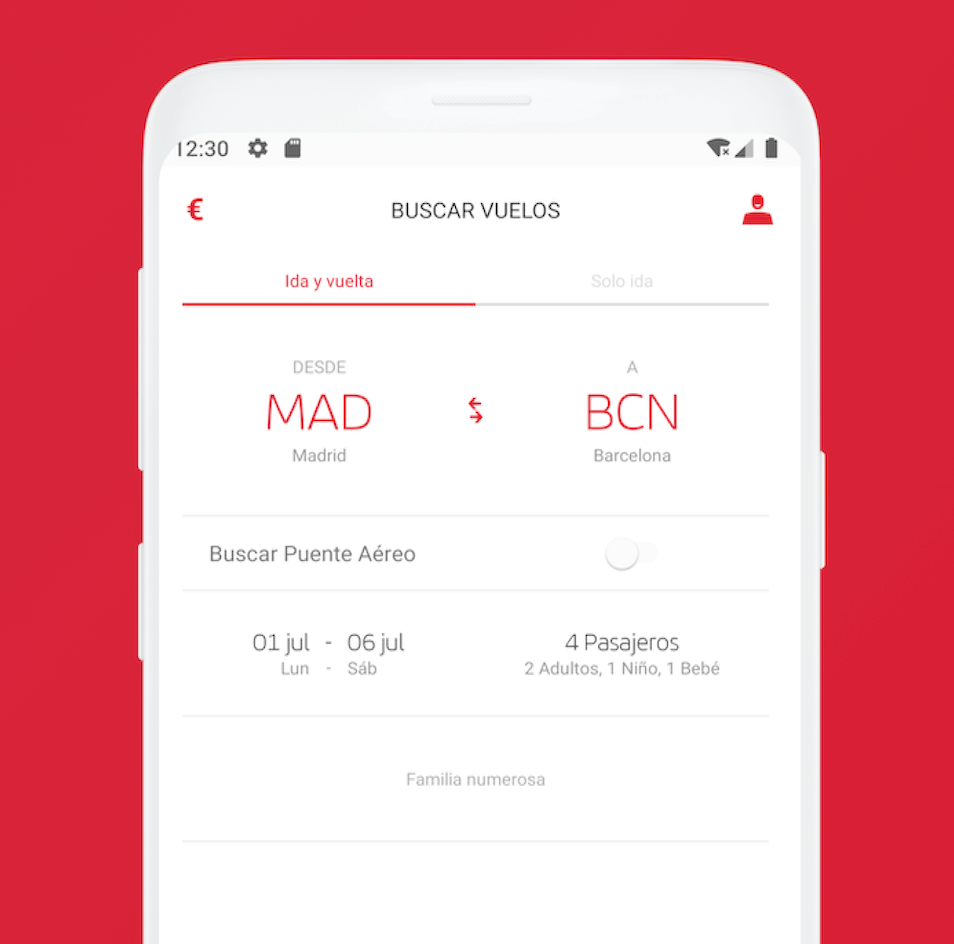 12:30
€
BUSCAR VUELOS
Ida y vuelta
Solo ida
DESDE
MAD
Madrid
A
BCN
Barcelona
Buscar Puente Aéreo
01 jul - 06 jul
Lun - Sáb
4 Pasajeros
2 Adultos, 1 Niño, 1 Bebé
Familia numerosa